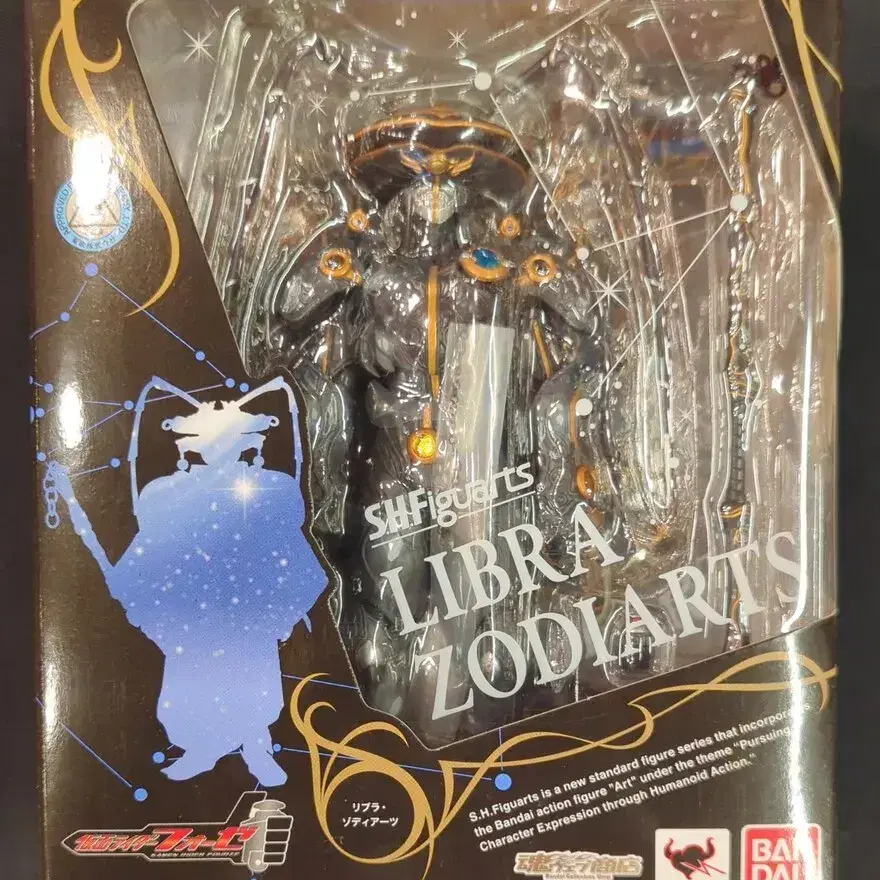 S.H.Figuarts
LIBRA
ZODIARTS
S.H.Figuarts is a new standard figure series that incorporates
the Bandai action figure "Art" under the theme "Pursuing
Character Expression through Humanoid Action."
リブラ・
ゾディアーツ
仮面ライダーフォーゼ
KAMEN RIDER FOURZE
魂ウェブ商店
BAN
DAI